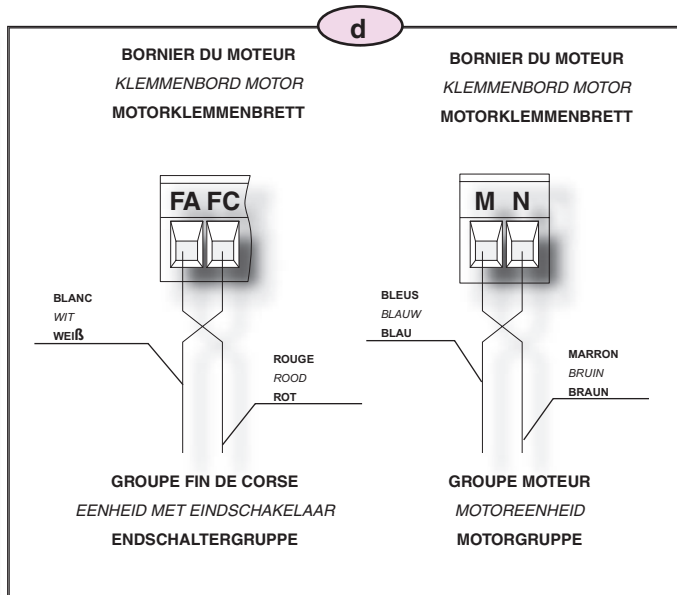 d
BORNIER DU MOTEUR
KLEMMENBORD MOTOR
MOTORKLEMMENBRETT
FA FC
BLANC
WIT
WEIß
ROUGE
ROOD
ROT
GROUPE FIN DE CORSE
EENHEID MET EINDSCHAKELAAR
ENDSCHALTERGRUPPE
BORNIER DU MOTEUR
KLEMMENBORD MOTOR
MOTORKLEMMENBRETT
M N
BLEUS
BLAUW
BLAU
MARRON
BRUIN
BRAUN
GROUPE MOTEUR
MOTOREENHEID
MOTORGRUPPE